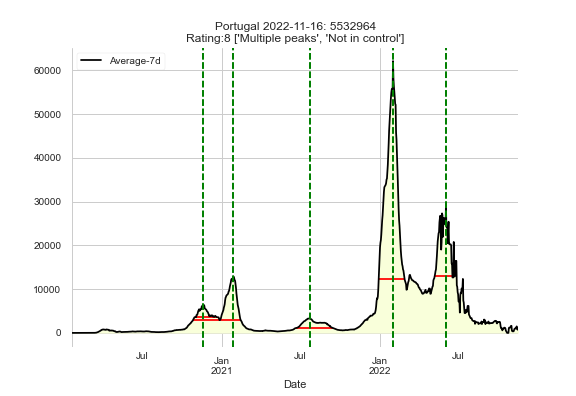 Portugal 2022-11-16: 5532964
Rating:8 ['Multiple peaks', 'Not in control']
Average-7d
60000
50000
40000
30000
20000
10000
0
Jul
Jan
2021
Jul
Jan
2022
Jul
Date